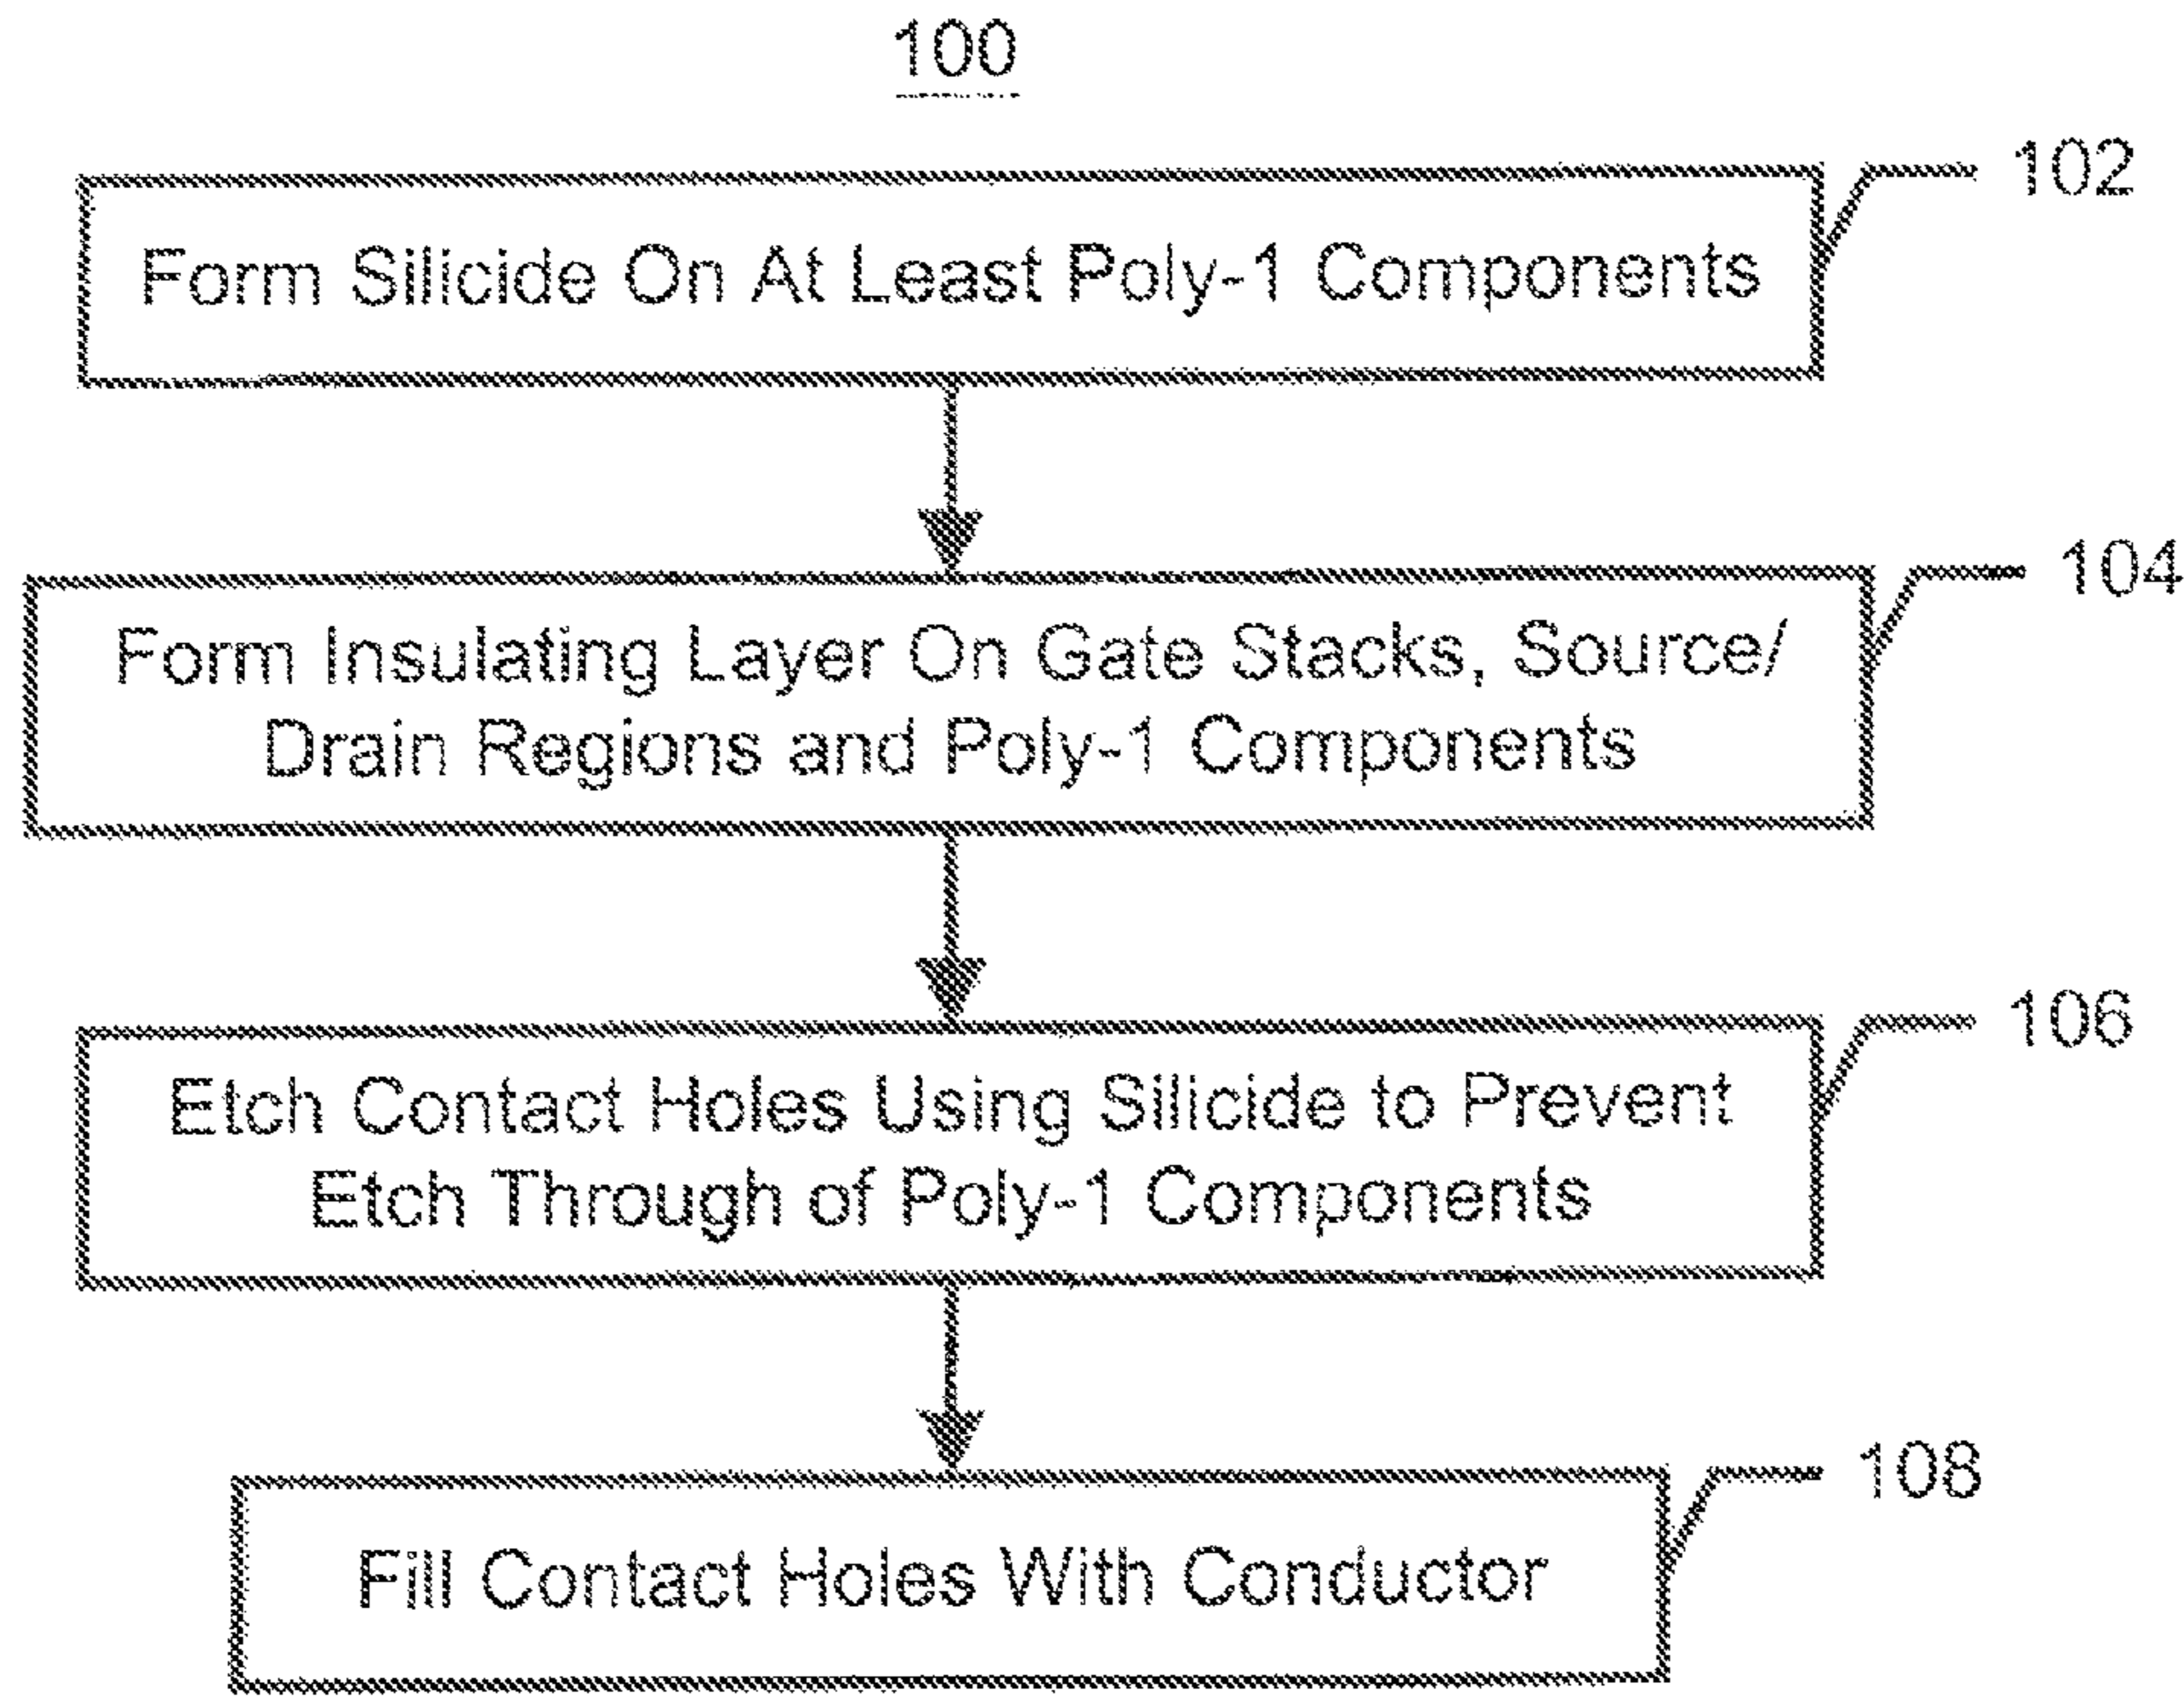 100
102
Form Silicide On At Least Poly-1 Components
104
Form Insulating Layer On Gate Stacks, Source/
Drain Regions and Poly-1 Components
106
Etch Contact Holes Using Silicide to Prevent
Etch Through of Poly-1 Components
108
Fill Contact Holes With Conductor